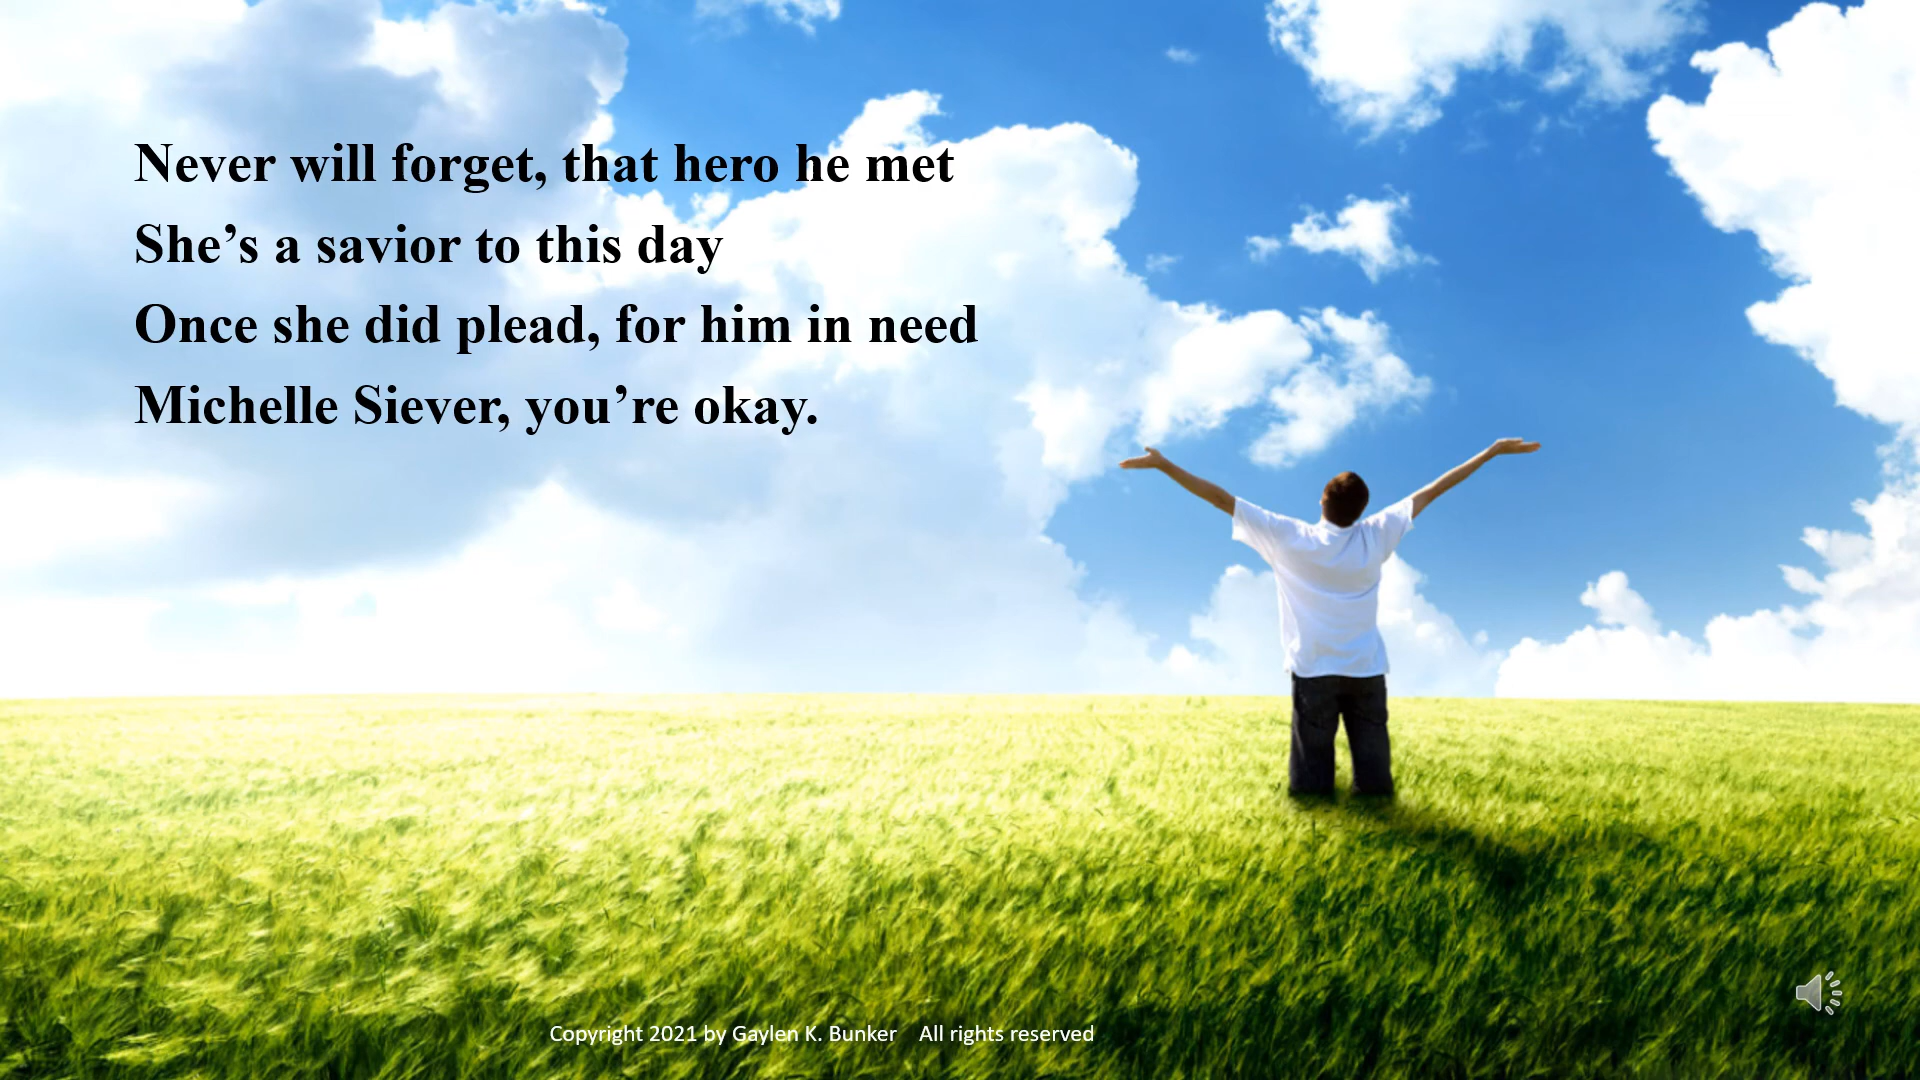 Never will forget, that hero he met
She’s a savior to this day
Once she did plead, for him in need
Michelle Siever, you’re okay.
Copyright 2021 by Gaylen K. Bunker    All rights reserved